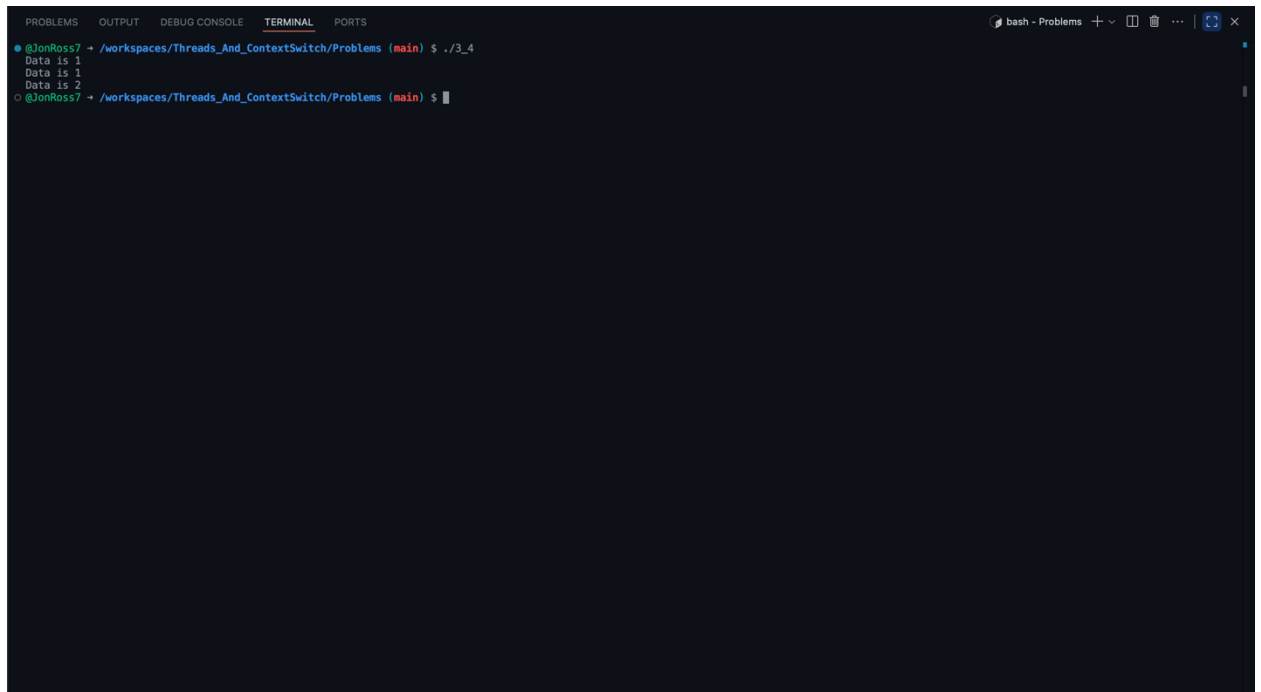 PROBLEMS OUTPUT DEBUG CONSOLE TERMINAL PORTS bash - Problems
@JonRoss7 → /workspaces/Threads_And_ContextSwitch/Problems (main) $ ./3_4
Data is 1
Data is 1
Data is 2
@JonRoss7 → /workspaces/Threads_And_ContextSwitch/Problems (main) $